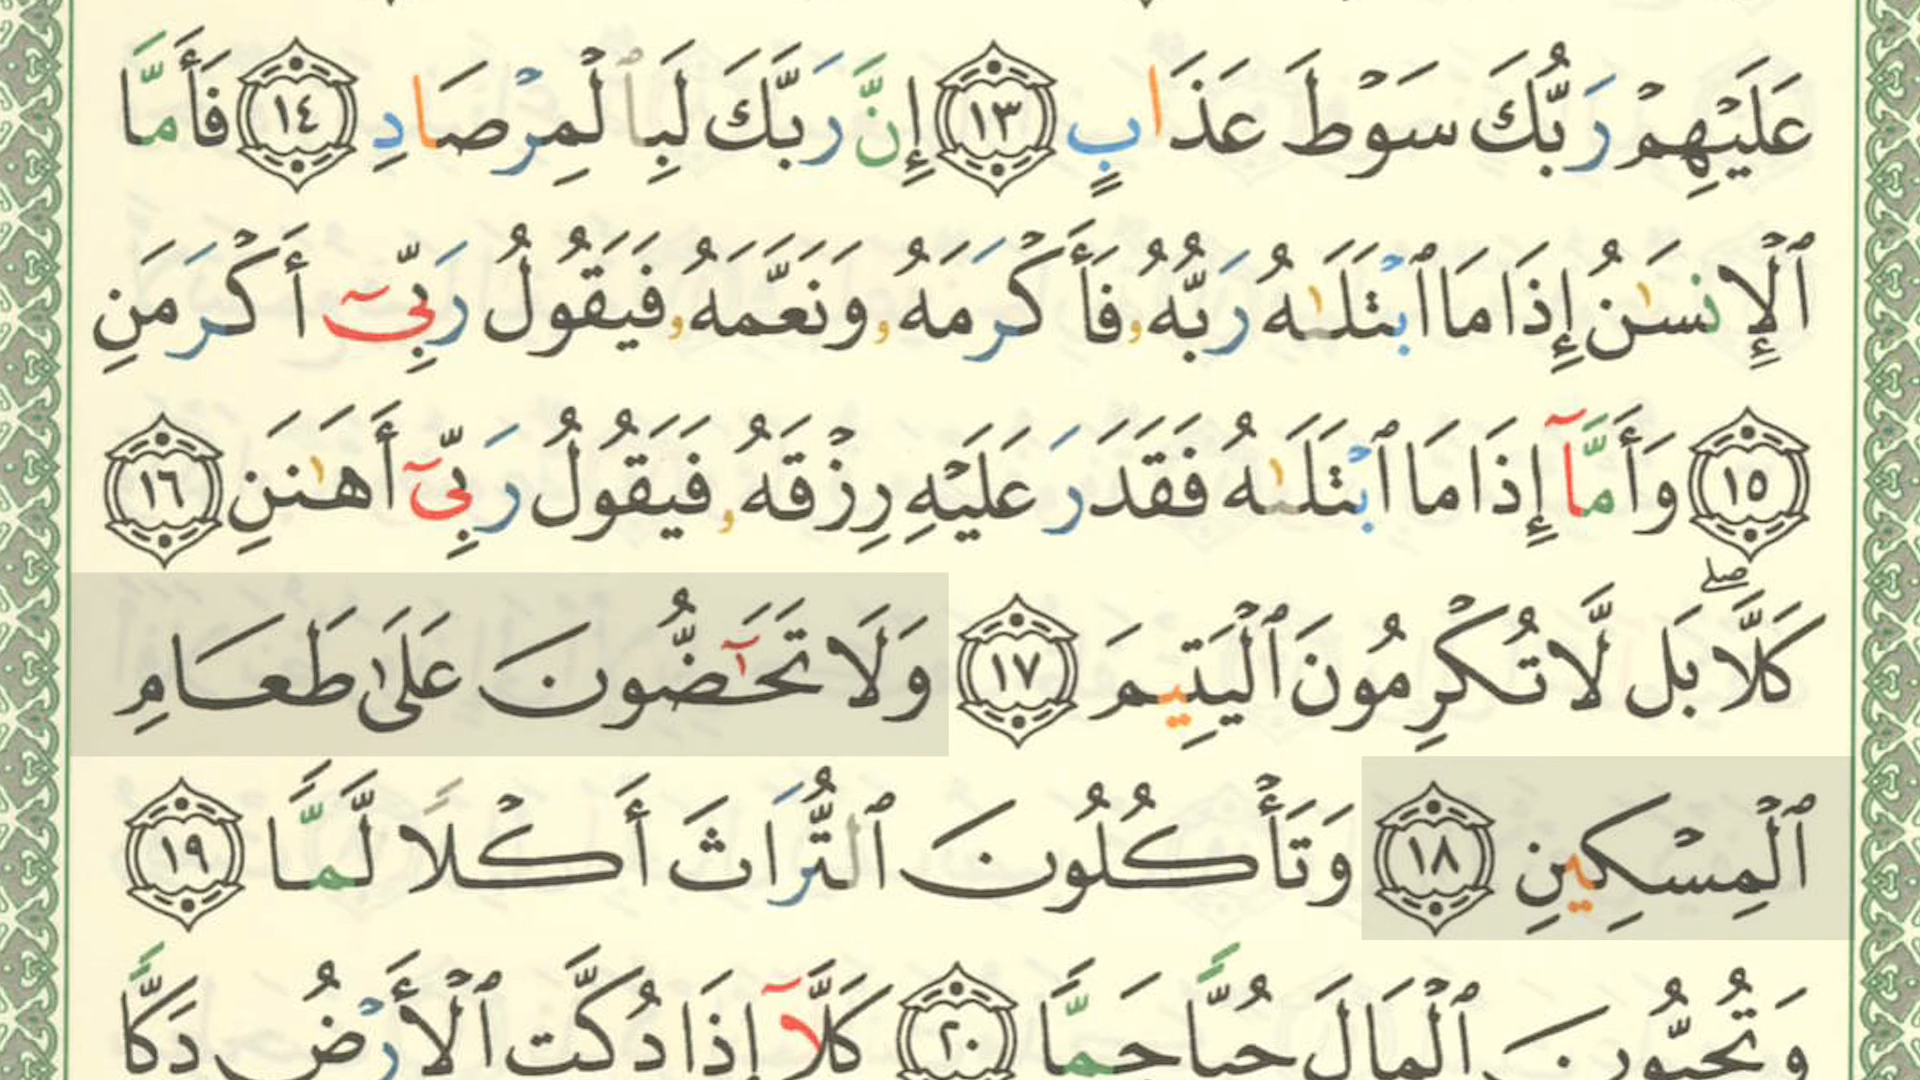 عَلَيْهِمْ رَبُّكَ سَوْطَ عَذَابٍ ١٣ إِنَّ رَبَّكَ لَبِٱلْمِرْصَادِ ١٤ فَأَمَّا
ٱلْإِنسَٰنُ إِذَا مَا ٱبْتَلَىٰهُ رَبُّهُۥ فَأَكْرَمَهُۥ وَنَعَّمَهُۥ فَيَقُولُ رَبِّىٓ أَكْرَمَنِ
١٥ وَأَمَّآ إِذَا مَا ٱبْتَلَىٰهُ فَقَدَرَ عَلَيْهِ رِزْقَهُۥ فَيَقُولُ رَبِّىٓ أَهَٰنَنِ ١٦
كَلَّا ۖ بَل لَّا تُكْرِمُونَ ٱلْيَتِيمَ ١٧ وَلَا تَحَٰٓضُّونَ عَلَىٰ طَعَامِ
ٱلْمِسْكِينِ ١٨ وَتَأْكُلُونَ ٱلتُّرَاثَ أَكْلًا لَّمًّا ١٩
وَتُحِبُّونَ ٱلْمَالَ حُبًّا جَمًّا ٢٠ كَلَّآ إِذَا دُكَّتِ ٱلْأَرْضُ دَكًّا